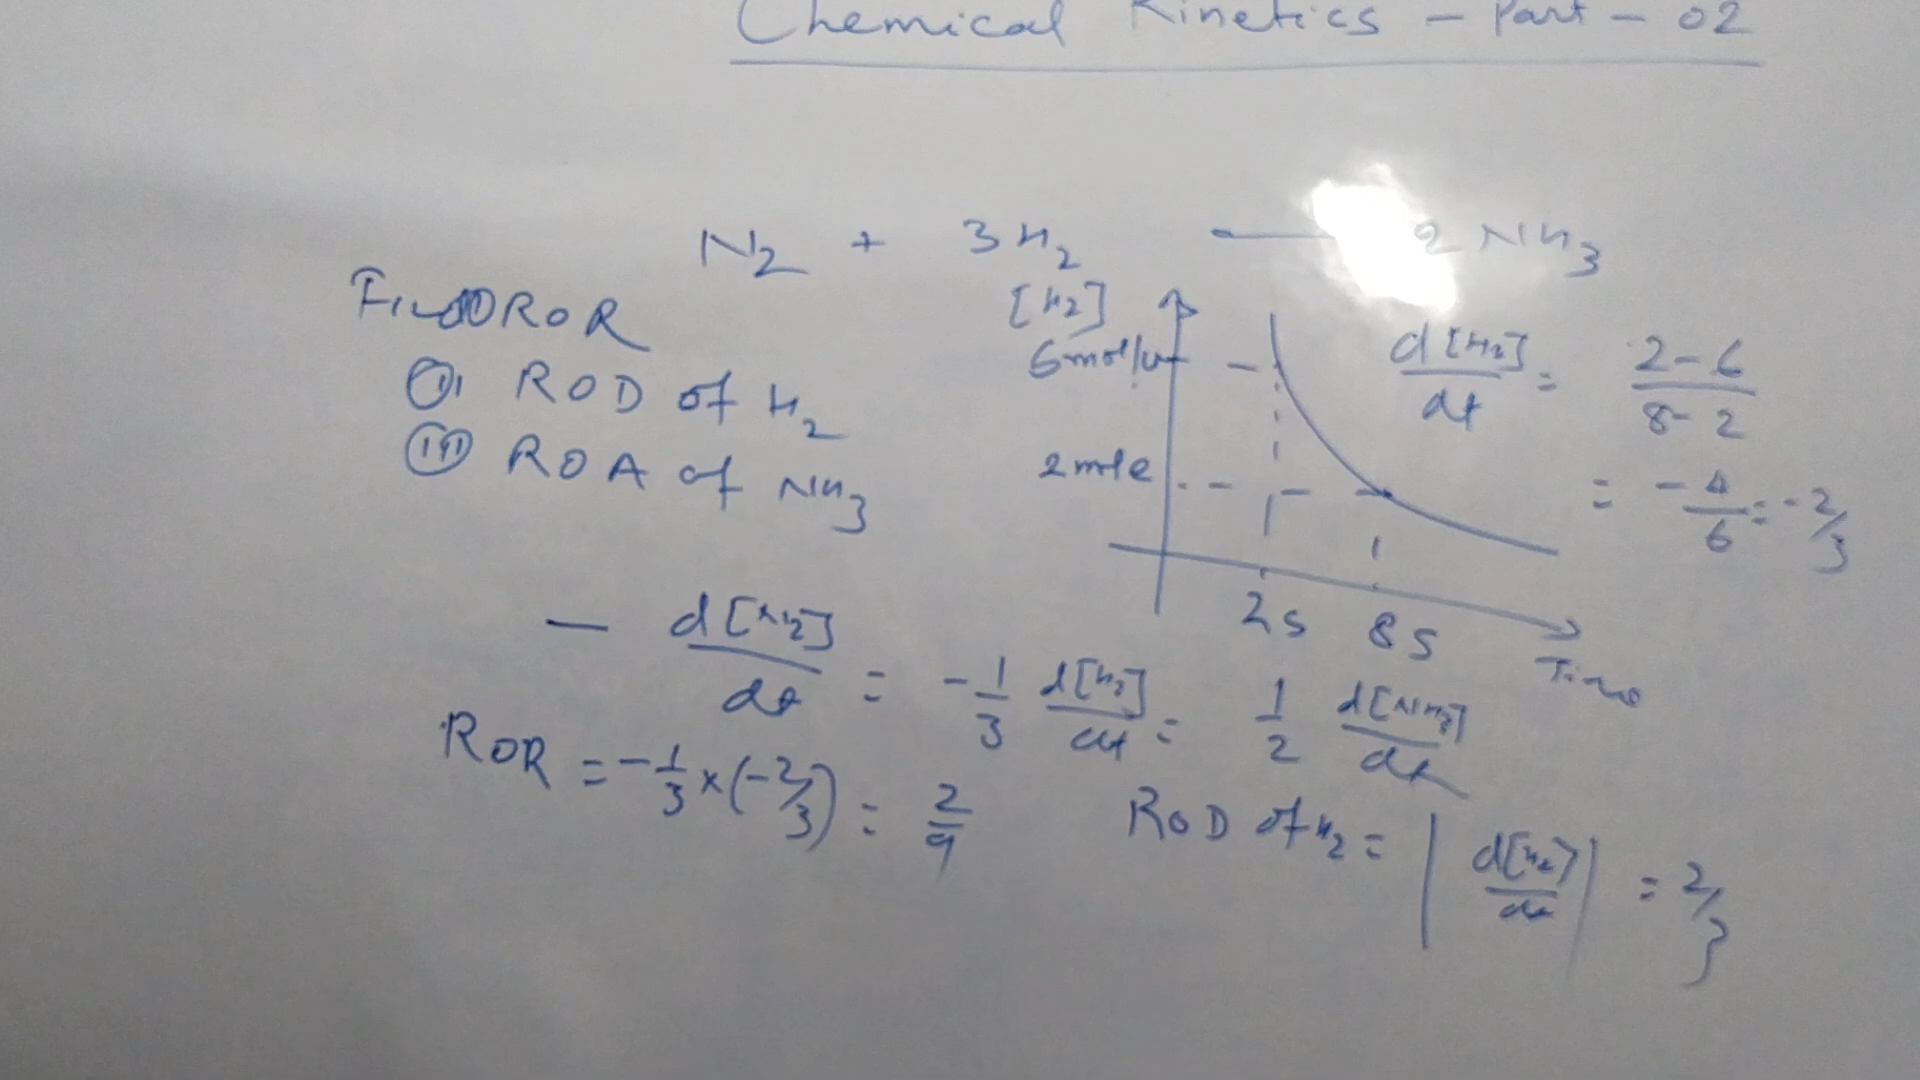 Chemical Kinetics - Part - 02
N2 + 3H2 — 2NH3
Find (i) ROR
(ii) ROD of H2
(iii) ROA of NH3
[H2]
6 mol/L
2 mole
2s 8s
Time
d[H2]/dt = 2-6/8-2
= -4/6 = -2/3
- d[N2]/dt = -1/3 d[H2]/dt = 1/2 d[NH3]/dt
ROR = -1/3 × (-2/3) = 2/9
ROD of H2 = |d[H2]/dt| = 2/3